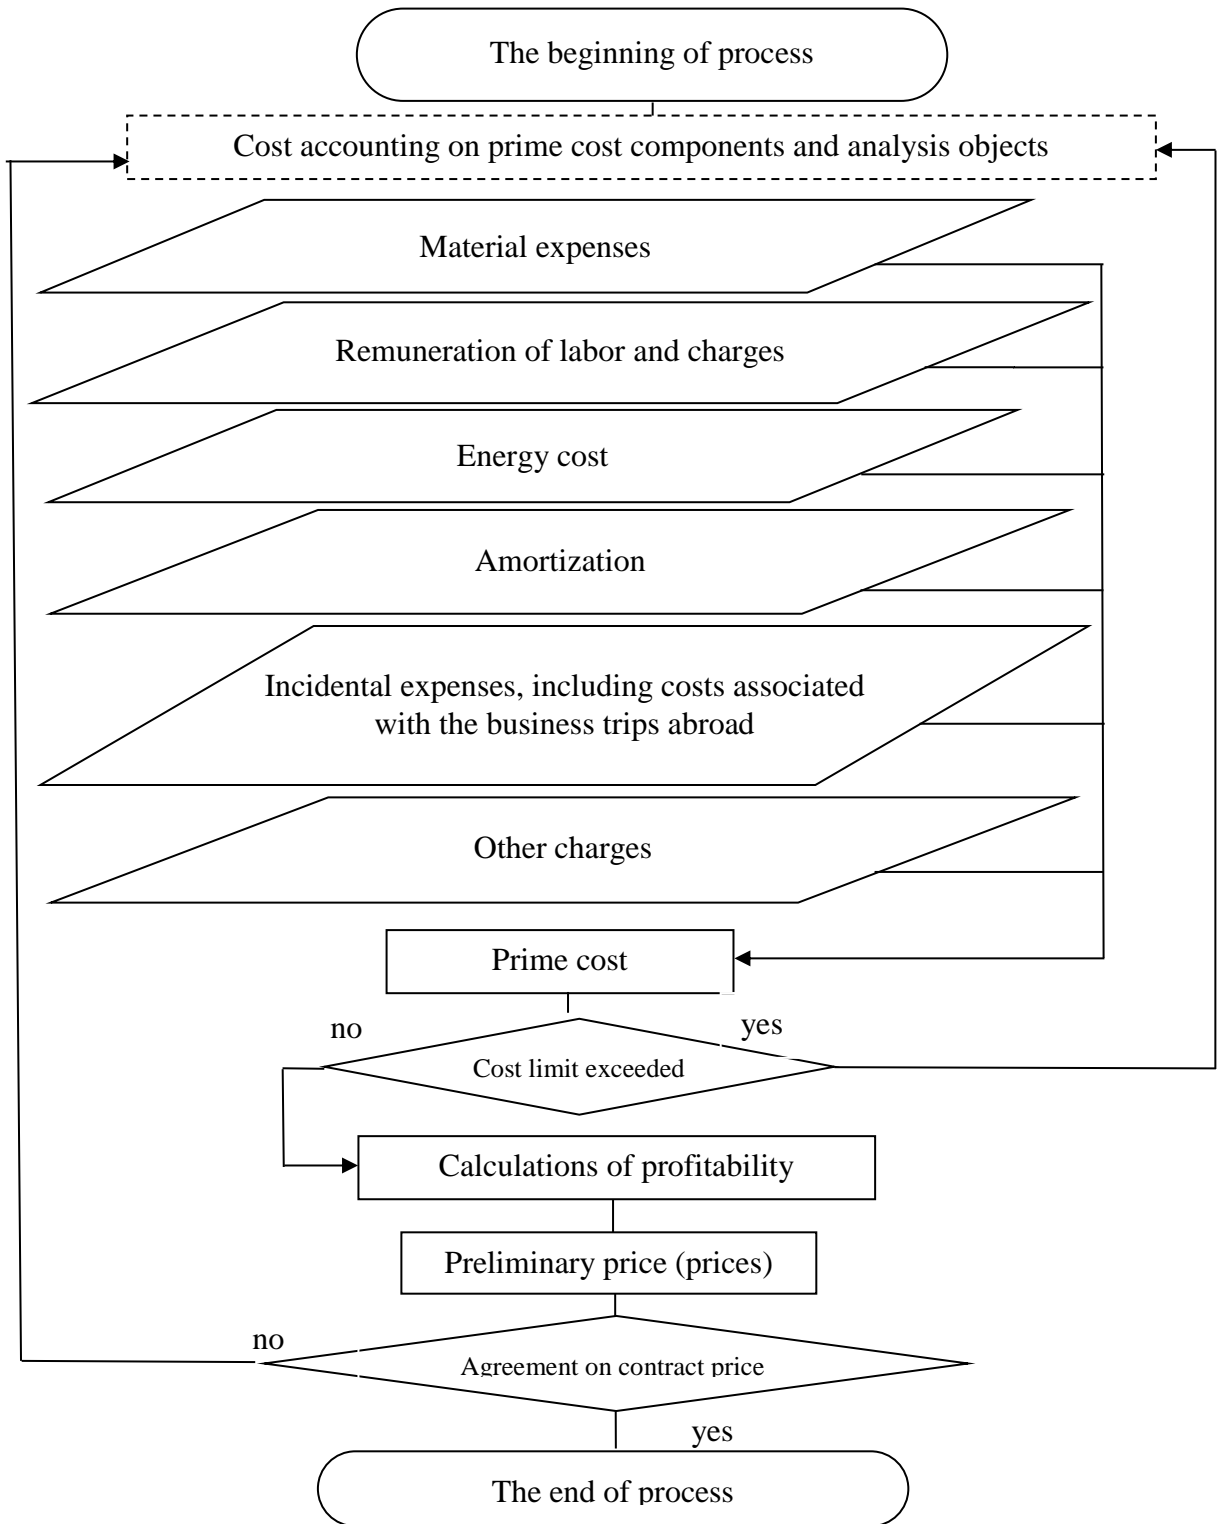 The beginning of process
Cost accounting on prime cost components and analysis objects
Material expenses
Remuneration of labor and charges
Energy cost
Amortization
Incidental expenses, including costs associated
with the business trips abroad
Other charges
Prime cost
no
yes
Cost limit exceeded
Calculations of profitability
Preliminary price (prices)
no
Agreement on contract price
yes
The end of process